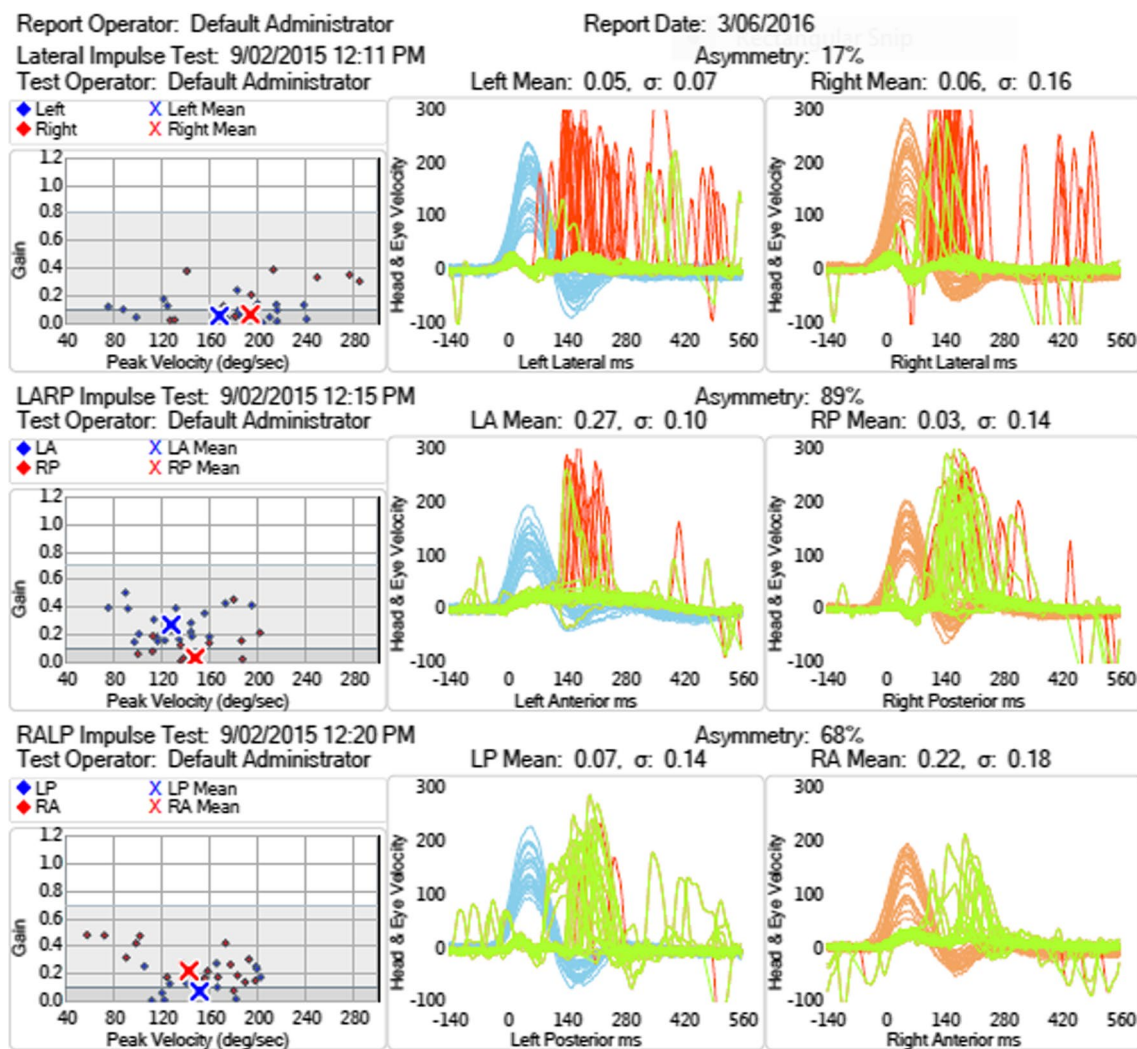 Report Operator: Default Administrator Report Date: 3/06/2016
Rectangular Snip
Lateral Impulse Test: 9/02/2015 12:11 PM Asymmetry: 17%
Test Operator: Default Administrator Left Mean: 0.05, σ: 0.07 Right Mean: 0.06, σ: 0.16
Left Left Mean
Right Right Mean
Gain
1.2
1.0
0.8
0.6
0.4
0.2
0.0
40 80 120 160 200 240 280
Peak Velocity (deg/sec)
Head & Eye Velocity
300
200
100
0
-100
-140 0 140 280 420 560
Left Lateral ms
Head & Eye Velocity
300
200
100
0
-100
-140 0 140 280 420 560
Right Lateral ms
LARP Impulse Test: 9/02/2015 12:15 PM Asymmetry: 89%
Test Operator: Default Administrator LA Mean: 0.27, σ: 0.10 RP Mean: 0.03, σ: 0.14
LA LA Mean
RP RP Mean
Gain
1.2
1.0
0.8
0.6
0.4
0.2
0.0
40 80 120 160 200 240 280
Peak Velocity (deg/sec)
Head & Eye Velocity
300
200
100
0
-100
-140 0 140 280 420 560
Left Anterior ms
Head & Eye Velocity
300
200
100
0
-100
-140 0 140 280 420 560
Right Posterior ms
RALP Impulse Test: 9/02/2015 12:20 PM Asymmetry: 68%
Test Operator: Default Administrator LP Mean: 0.07, σ: 0.14 RA Mean: 0.22, σ: 0.18
LP LP Mean
RA RA Mean
Gain
1.2
1.0
0.8
0.6
0.4
0.2
0.0
40 80 120 160 200 240 280
Peak Velocity (deg/sec)
Head & Eye Velocity
300
200
100
0
-100
-140 0 140 280 420 560
Left Posterior ms
Head & Eye Velocity
300
200
100
0
-100
-140 0 140 280 420 560
Right Anterior ms